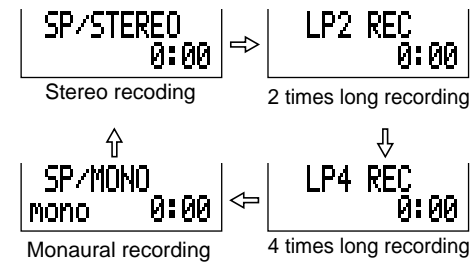 SP/STEREO
0:00
Stereo recoding
LP2 REC
0:00
2 times long recording
SP/MONO
mono 0:00
Monaural recording
LP4 REC
0:00
4 times long recording